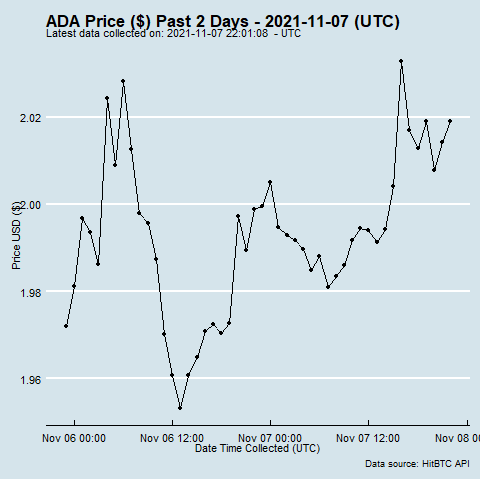 ADA Price ($) Past 2 Days - 2021-11-07 (UTC)
Latest data collected on: 2021-11-07 22:01:08 - UTC
2.02
2.00
1.98
1.96
Price USD ($)
Nov 06 00:00 Nov 06 12:00 Nov 07 00:00 Nov 07 12:00 Nov 08 00
Date Time Collected (UTC)
Data source: HitBTC API